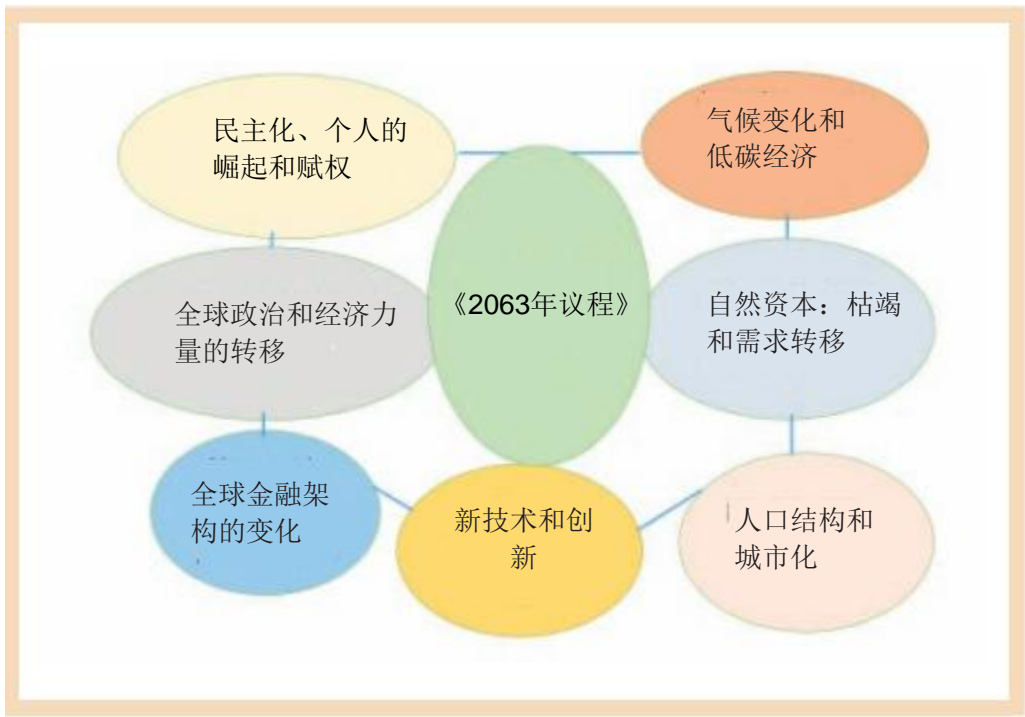 民主化、个人的
崛起和赋权
气候变化和
低碳经济
《2063年议程》
全球政治和经济力
量的转移
自然资本：枯竭
和需求转移
全球金融架
构的变化
新技术和创
新
人口结构和
城市化